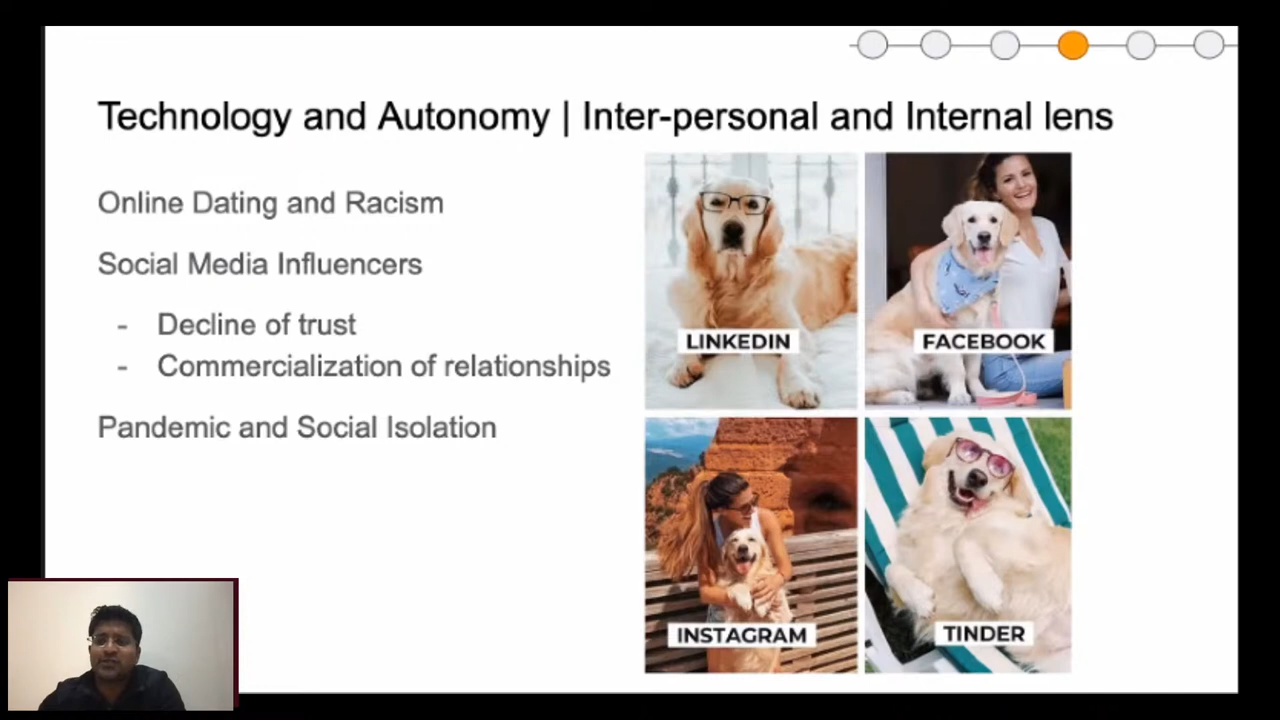 Technology and Autonomy | Inter-personal and Internal lens
Online Dating and Racism
Social Media Influencers
- Decline of trust
- Commercialization of relationships
Pandemic and Social Isolation
LINKEDIN
FACEBOOK
INSTAGRAM
TINDER